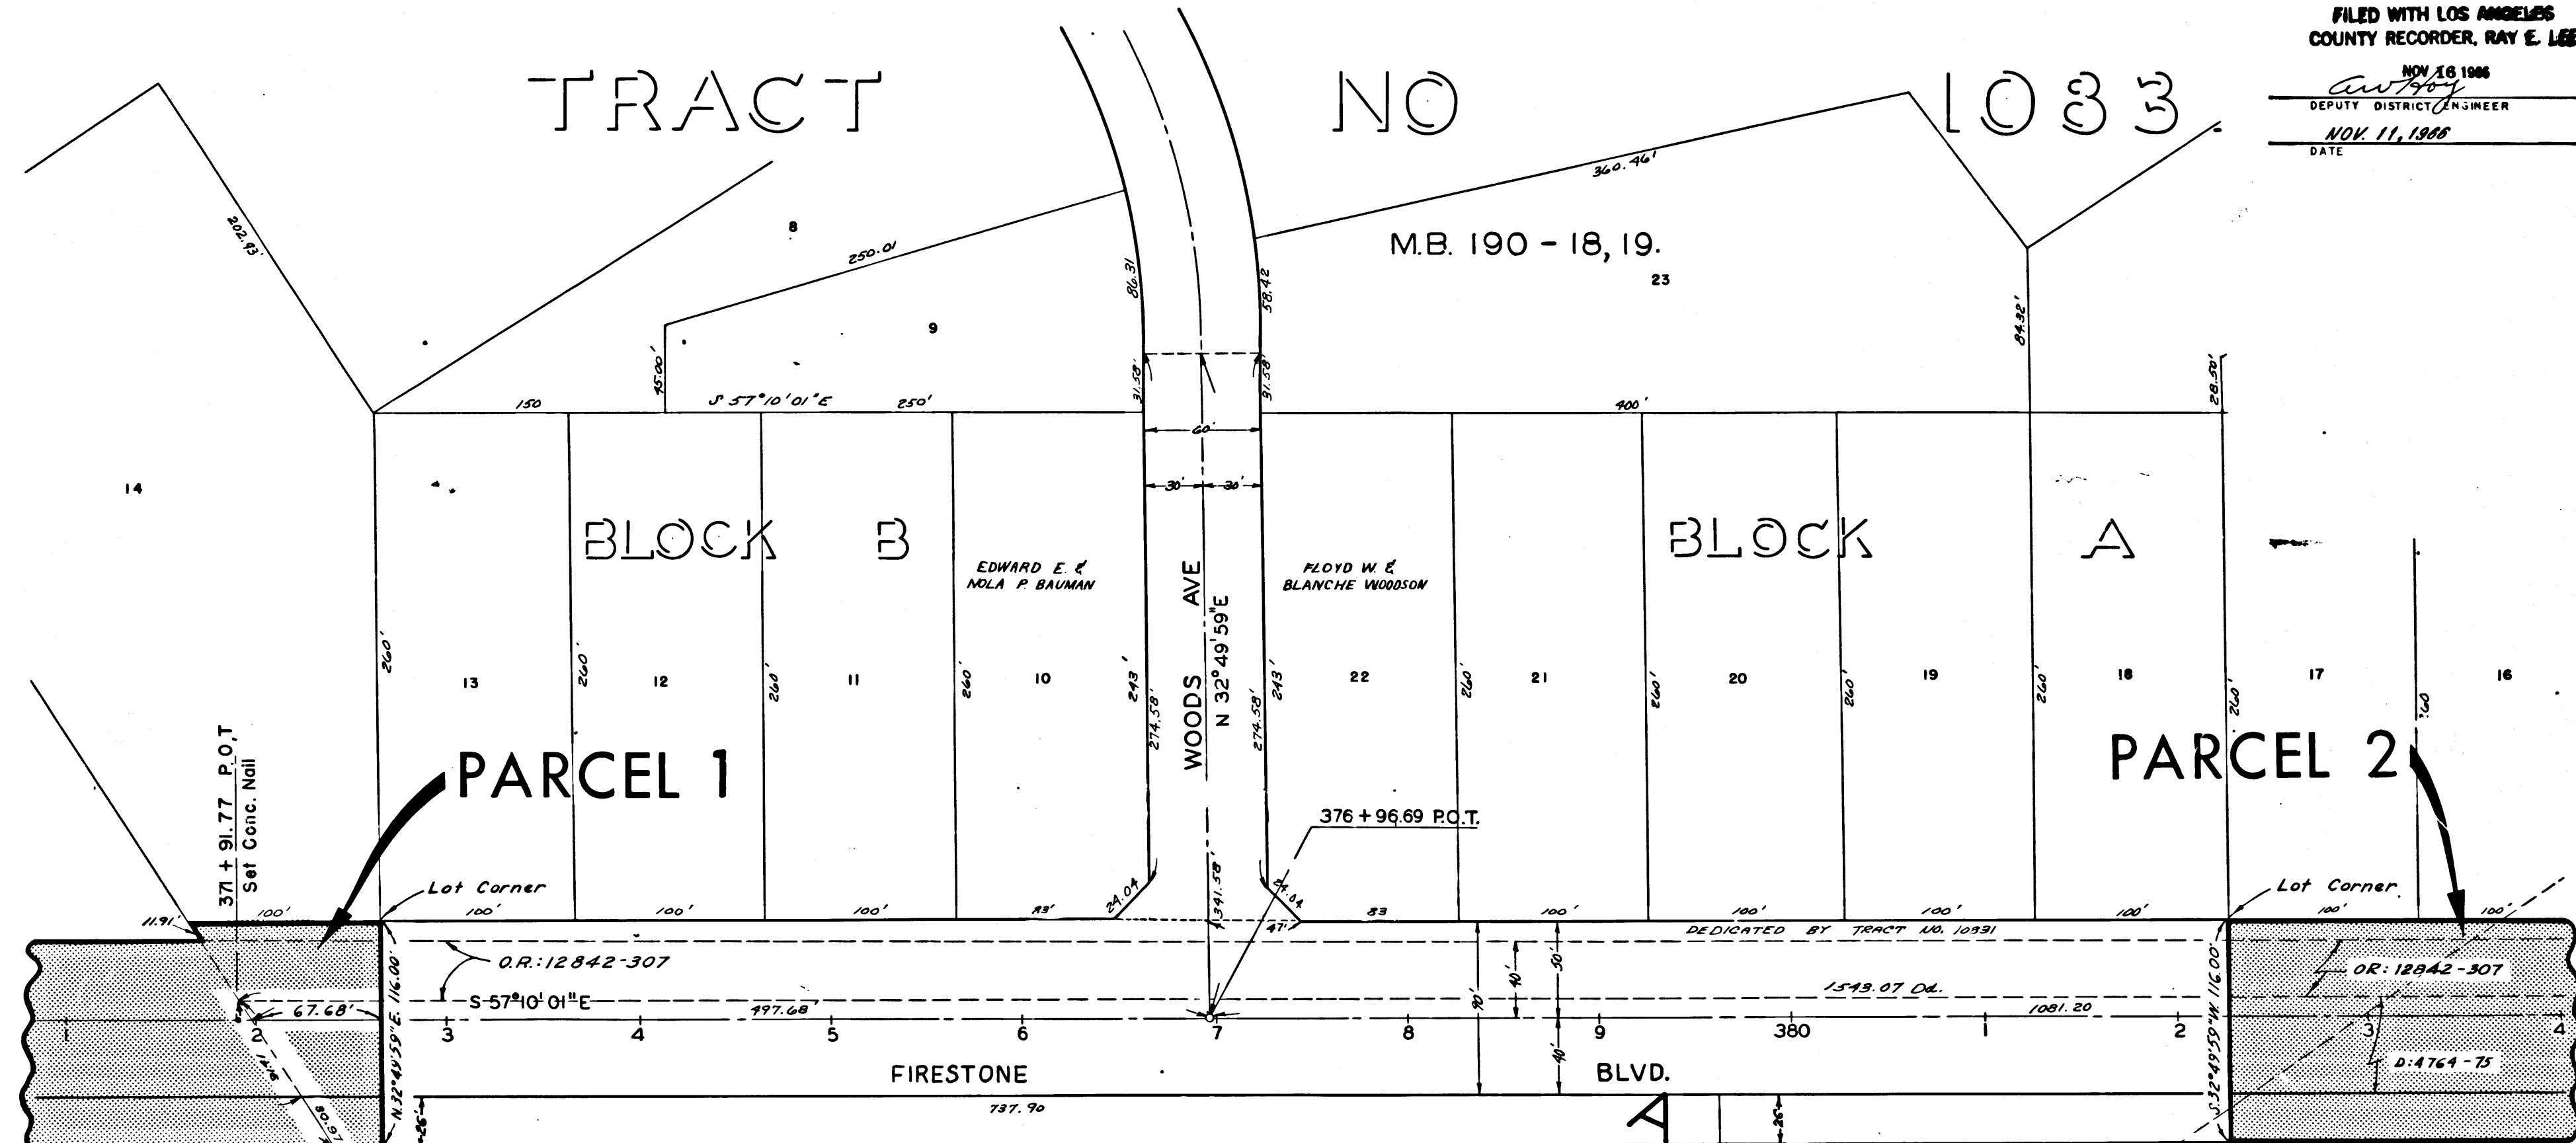 FILED WITH LOS ANGELES
COUNTY RECORDER, RAY E. LEE
NOV 16 1966
DEPUTY DISTRICT ENGINEER
NOV. 11, 1966
DATE
TRACT NO 1083
M.B. 190 - 18, 19.
202.93'
8
250.01
9
86.31
58.42
360.46'
23
84.32'
28.50'
45.00'
31.58'
31.58'
150
S 57°10'01"E
250'
400'
60'
30'
30'
14
BLOCK B
BLOCK A
EDWARD E. &
NOLA P. BAUMAN
FLOYD W. &
BLANCHE WOODSON
WOODS AVE
N 32°49'59"E
260'
13
260'
12
260'
11
260'
10
243'
274.58'
243'
274.58'
22
260'
21
260'
20
260'
19
260'
18
260'
17
260
16
371 + 91.77 P.O.T
Set Conc. Nail
PARCEL 1
PARCEL 2
376 + 96.69 P.O.T.
Lot Corner
Lot Corner
11.91'
100'
100'
100'
100'
83'
24.04
341.58'
24.04
47'
83
100'
100'
100'
100'
100'
100'
DEDICATED BY TRACT NO. 10331
O.R.: 12842-307
OR: 12842-307
S 57°10'01"E
N.32°49'59"E. 116.00'
S.32°49'59"W. 116.00'
67.68'
497.68'
90'
40'
50'
40'
1543.07 Dd.
1081.20
1
2
3
4
5
6
7
8
9
380
1
2
3
4
FIRESTONE BLVD.
D:4764-75
80.97
26'
737.90
A
26'